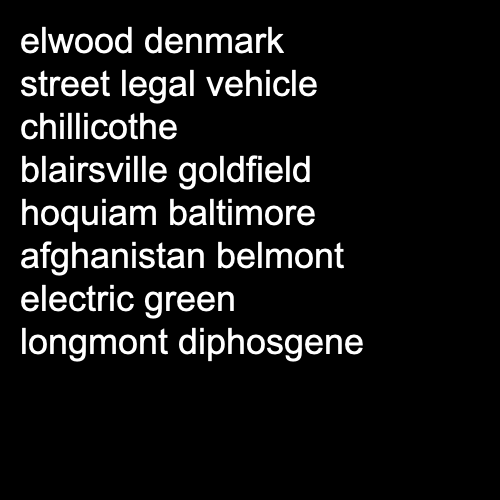 elwood denmark
street legal vehicle
chillicothe
blairsville goldfield
hoquiam baltimore
afghanistan belmont
electric green
longmont diphosgene